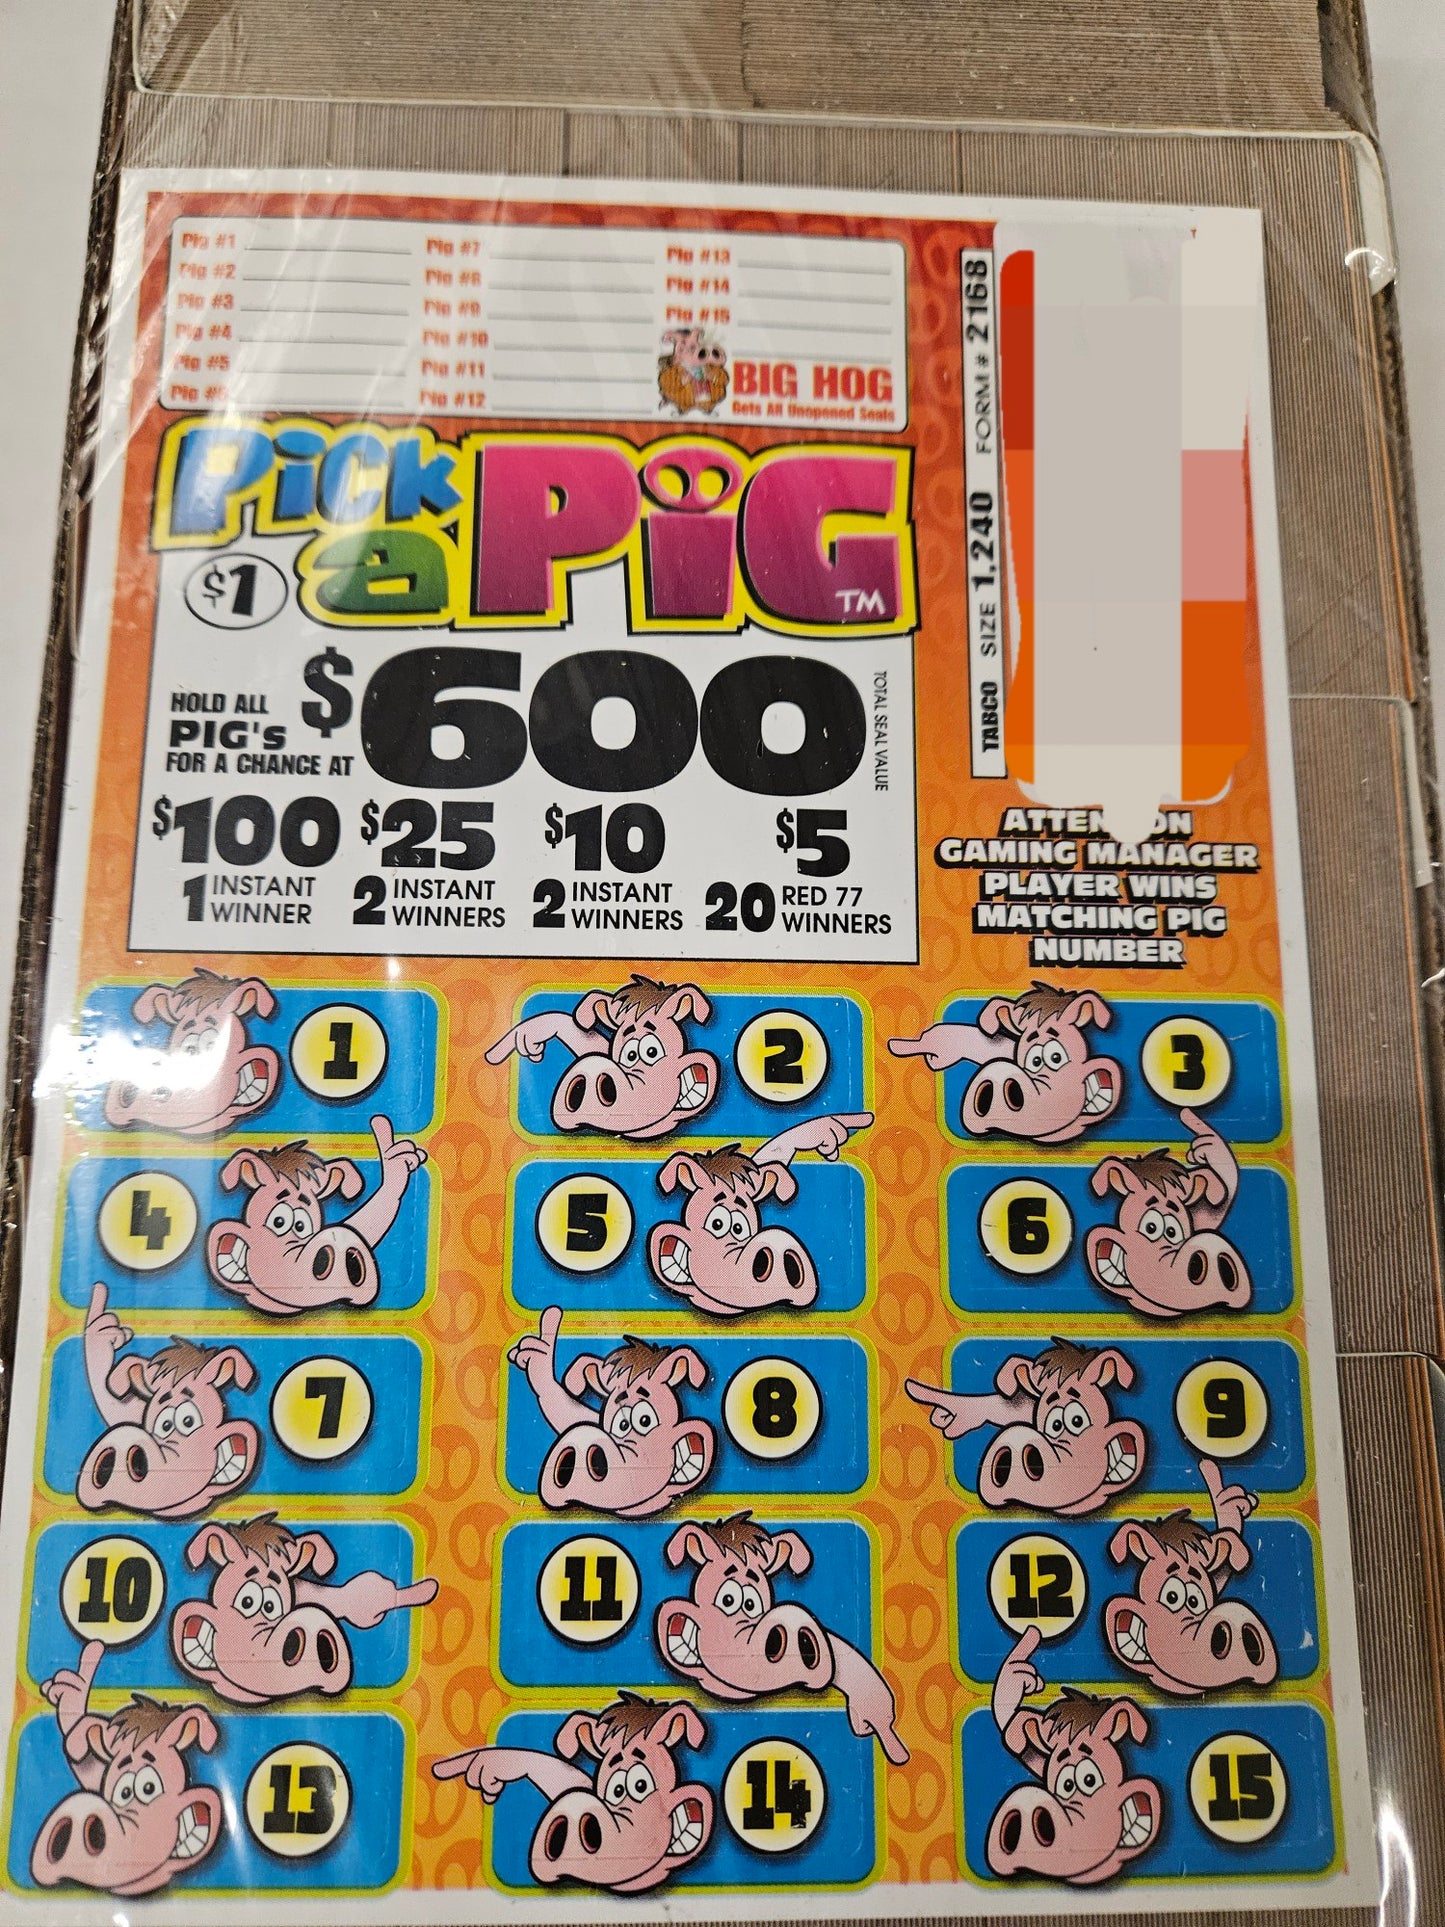 Pig #1
Pig #2
Pig #3
Pig #4
Pig #5
Pig #6
Pig #7
Pig #8
Pig #9
Pig #10
Pig #11
Pig #12
Pig #13
Pig #14
Pig #15
BIG HOG
Gets All Unopened Seals
PiCK
a PiG TM
$1
HOLD ALL
PIG's
FOR A CHANCE AT
$600
TOTAL SEAL VALUE
$100
1 INSTANT
WINNER
$25
2 INSTANT
WINNERS
$10
2 INSTANT
WINNERS
$5
20 RED 77
WINNERS
TABCO SIZE 1,240 FORM # 2168
GAMING MANAGER
PLAYER WINS
MATCHING PIG
NUMBER
1
2
3
4
5
6
7
8
9
10
11
12
13
14
15